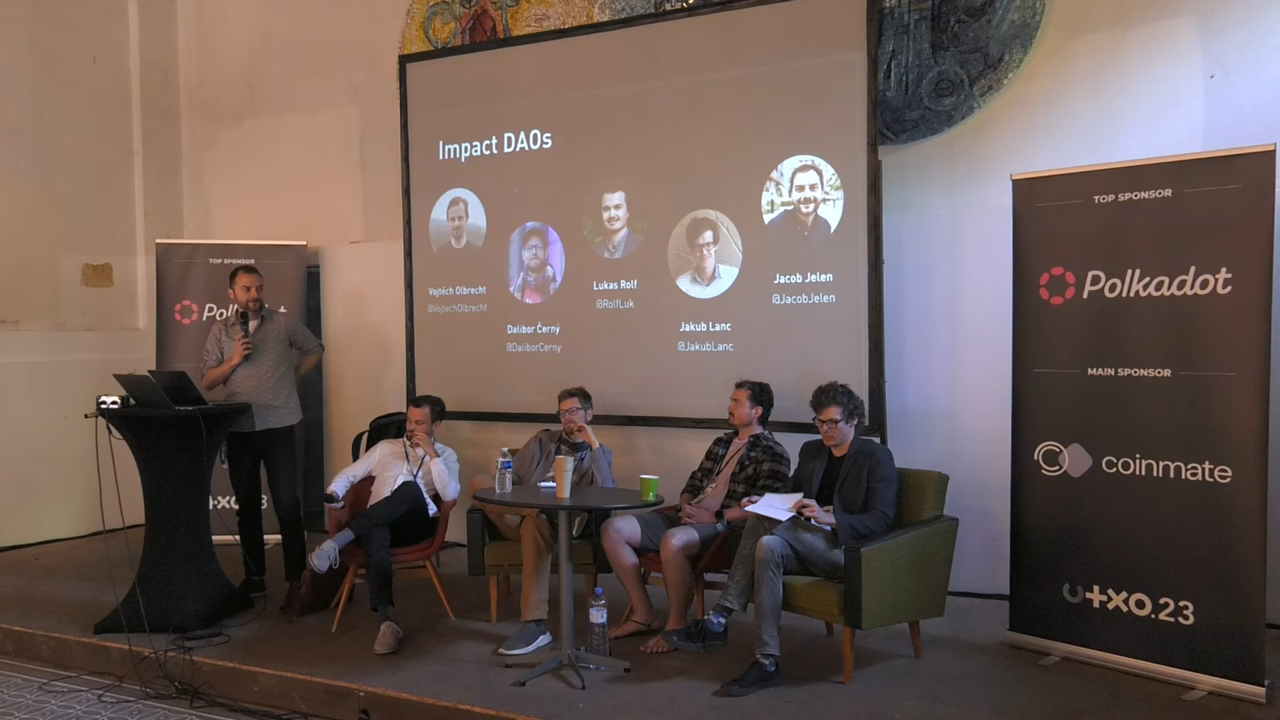 Impact DAOs
Vojtěch Olbrecht
@VojtechOlbrecht
Dalibor Černý
@DaliborCerny
Lukas Rolf
@RolfLuk
Jakub Lanc
@JakubLanc
Jacob Jelen
@JacobJelen
TOP SPONSOR
TOP SPONSOR
Polkadot
MAIN SPONSOR
coinmate
utxo.23